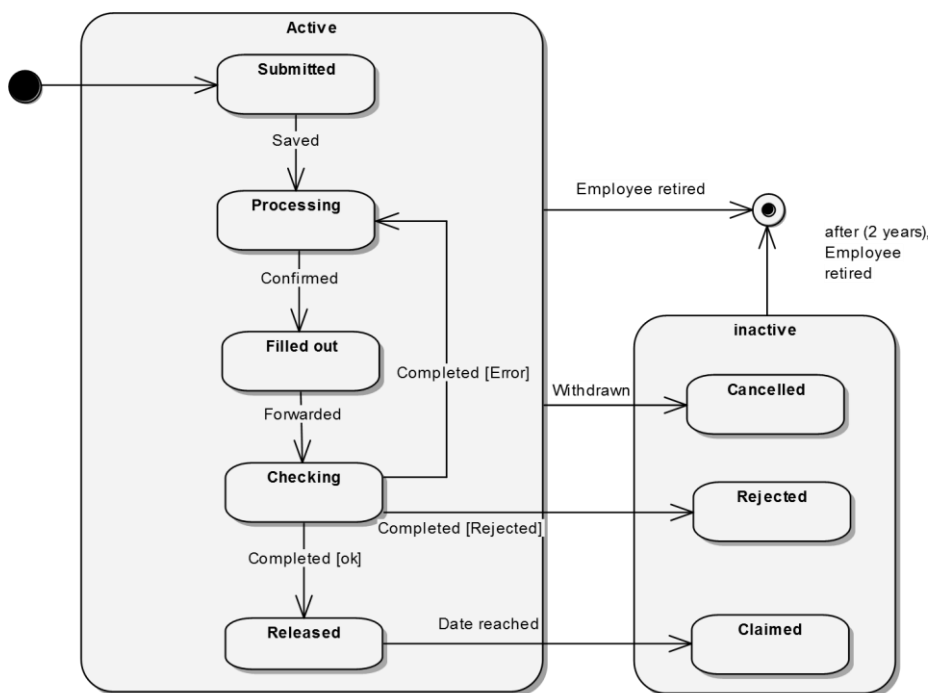 Active
Submitted
Saved
Processing
Employee retired
after (2 years),
Employee
retired
Confirmed
inactive
Filled out
Completed [Error]
Cancelled
Withdrawn
Forwarded
Checking
Rejected
Completed [Rejected]
Completed [ok]
Released
Date reached
Claimed